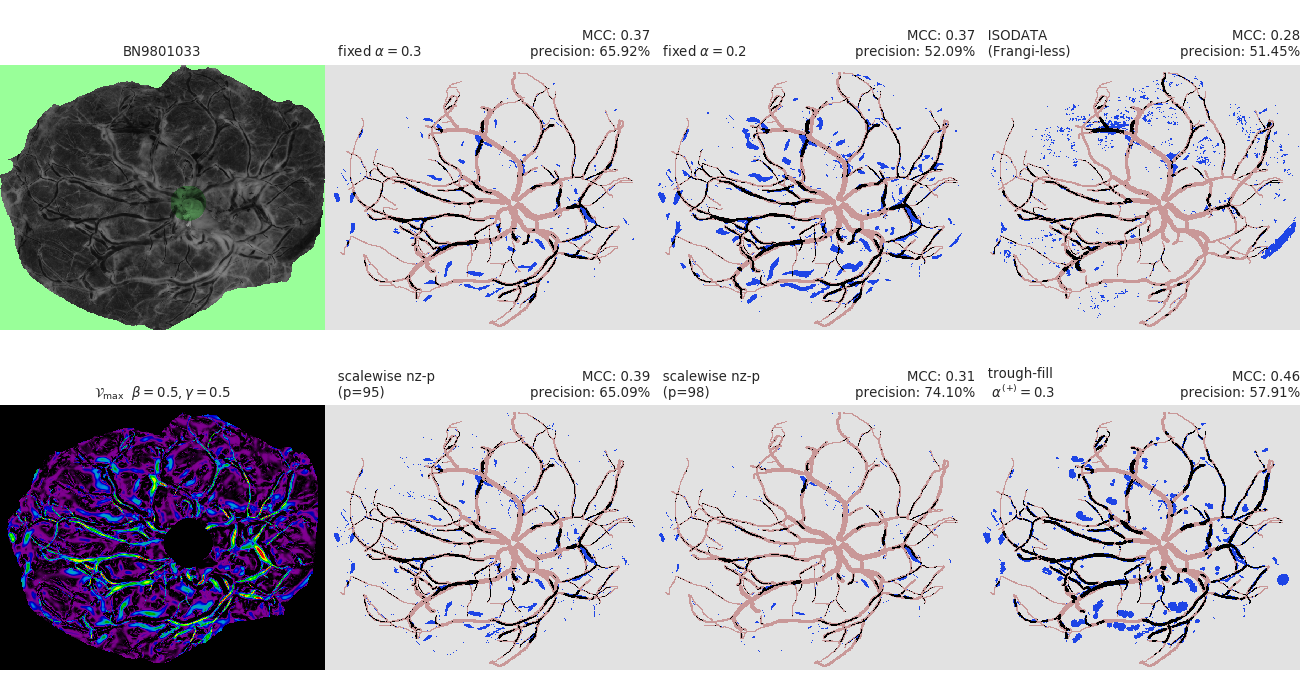 BN9801033
fixed α = 0.3
MCC: 0.37
precision: 65.92%
fixed α = 0.2
MCC: 0.37
precision: 52.09%
ISODATA
(Frangi-less)
MCC: 0.28
precision: 51.45%
𝒱max β = 0.5, γ = 0.5
scalewise nz-p
(p=95)
MCC: 0.39
precision: 65.09%
scalewise nz-p
(p=98)
MCC: 0.31
precision: 74.10%
trough-fill
α(+) = 0.3
MCC: 0.46
precision: 57.91%